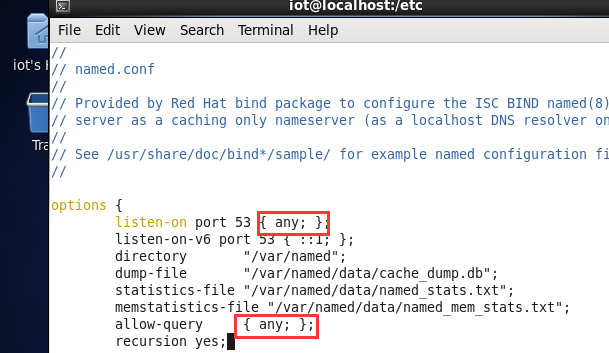 iot@localhost:/etc
File Edit View Search Terminal Help
iot's
Tra
//
// named.conf
//
// Provided by Red Hat bind package to configure the ISC BIND named(8)
// server as a caching only nameserver (as a localhost DNS resolver on
//
// See /usr/share/doc/bind*/sample/ for example named configuration fi
//
options {
listen-on port 53 { any; };
listen-on-v6 port 53 { ::1; };
directory "/var/named";
dump-file "/var/named/data/cache_dump.db";
statistics-file "/var/named/data/named_stats.txt";
memstatistics-file "/var/named/data/named_mem_stats.txt";
allow-query { any; };
recursion yes;